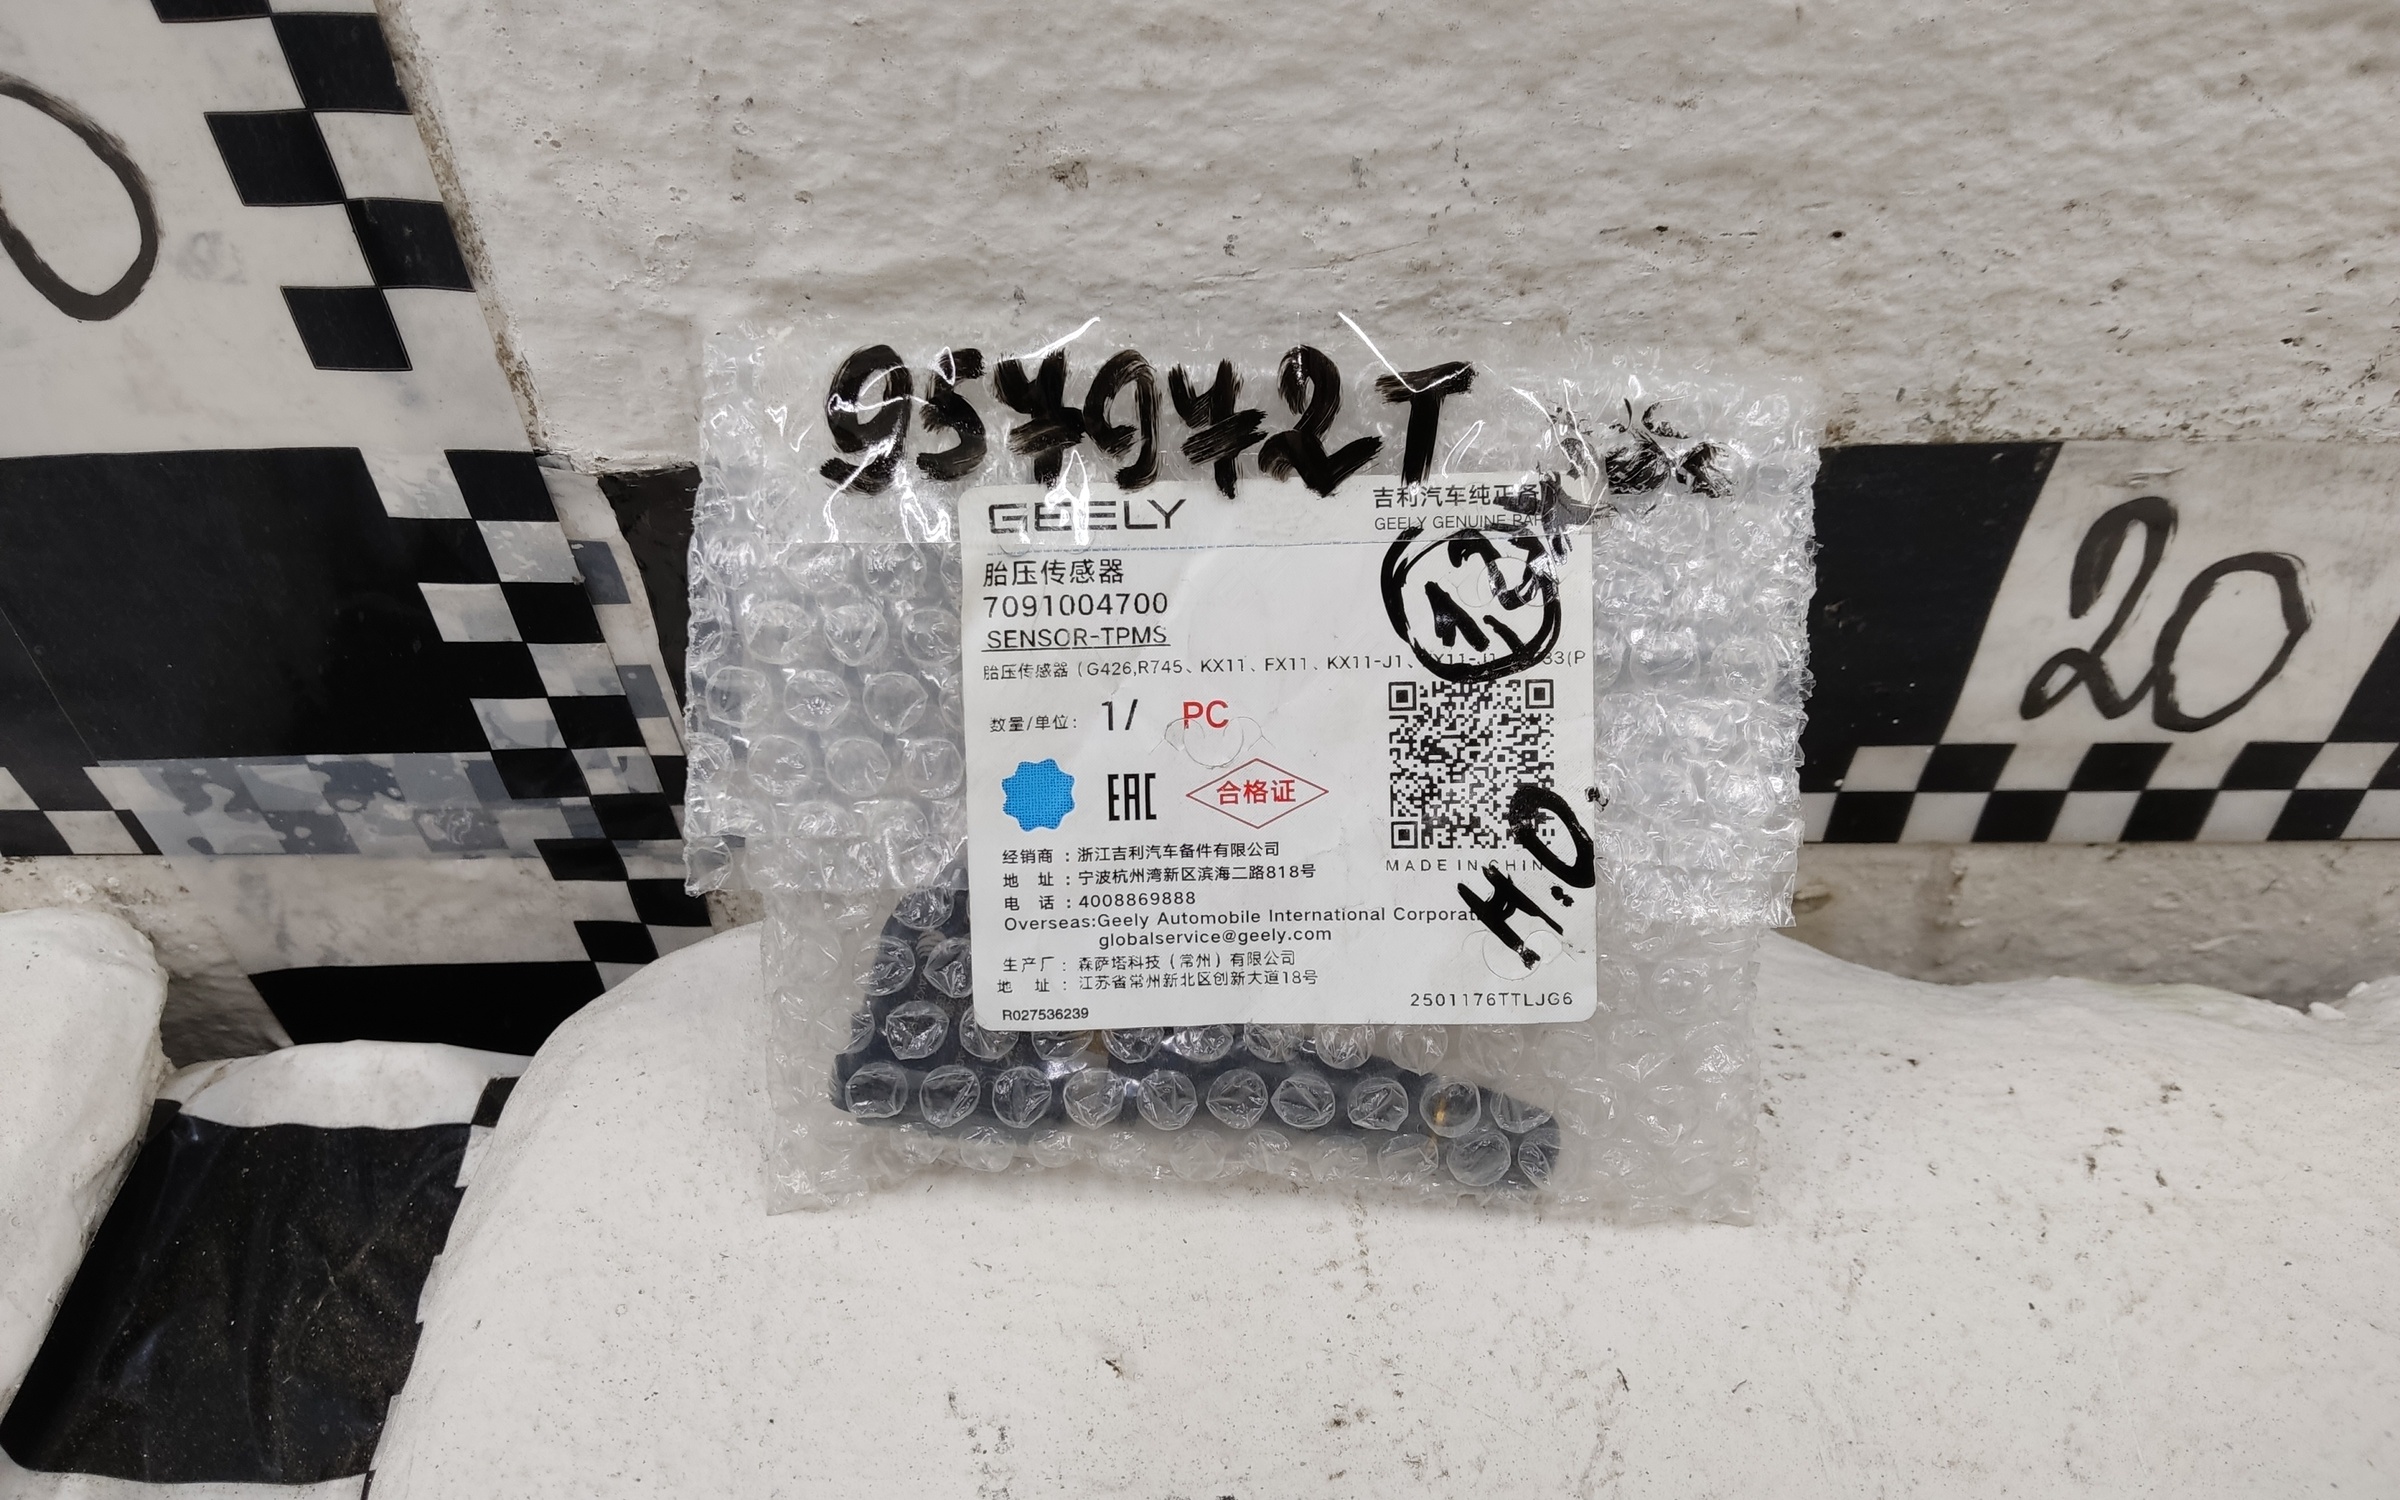 957972T
GEELY
吉利汽车纯正备
GEELY GENUINE PAR
12
胎压传感器
7091004700
SENSOR-TPMS
胎压传感器（G426,R745、KX11、FX11、KX11-J1、
33(P
数量/单位： 1/ PC
EAC
合格证
MADE IN CHIN
经销商 ：浙江吉利汽车备件有限公司
地 址 ：宁波杭州湾新区滨海二路818号
电 话 ：4008869888
Overseas:Geely Automobile International Corporat
globalservice@geely.com
生产厂 ：森萨塔科技（常州）有限公司
地 址 ：江苏省常州新北区创新大道18号
R027536239
2501176TTLJG6
H.O
20
0